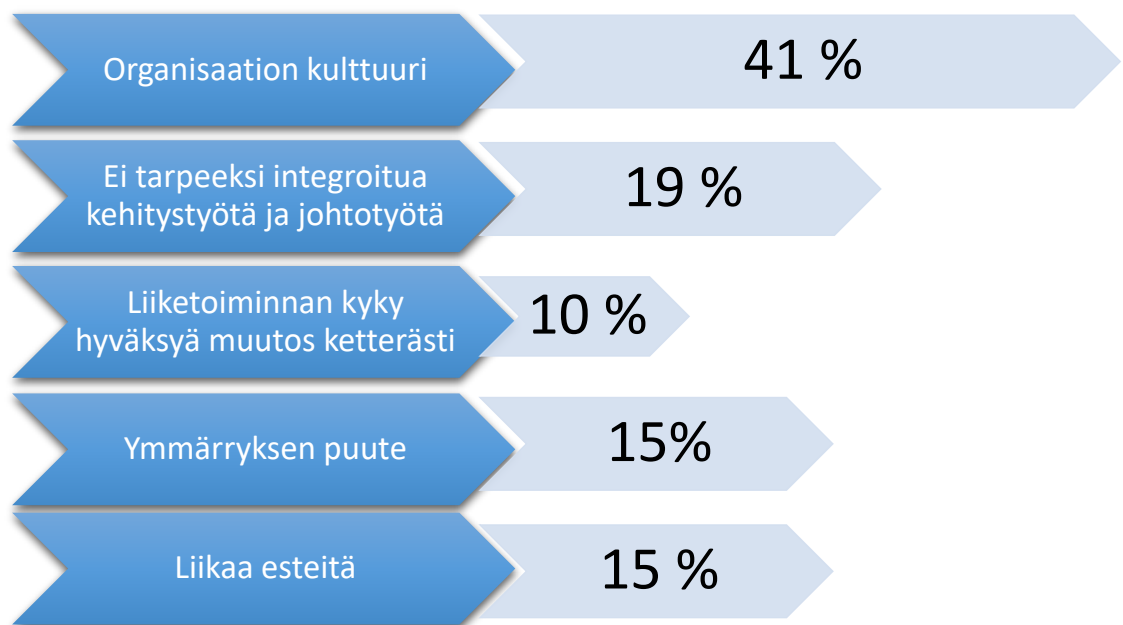 Organisaation kulttuuri
41 %
Ei tarpeeksi integroitua
kehitystyötä ja johtotyötä
19 %
Liiketoiminnan kyky
hyväksyä muutos ketterästi
10 %
Ymmärryksen puute
15%
Liikaa esteitä
15 %